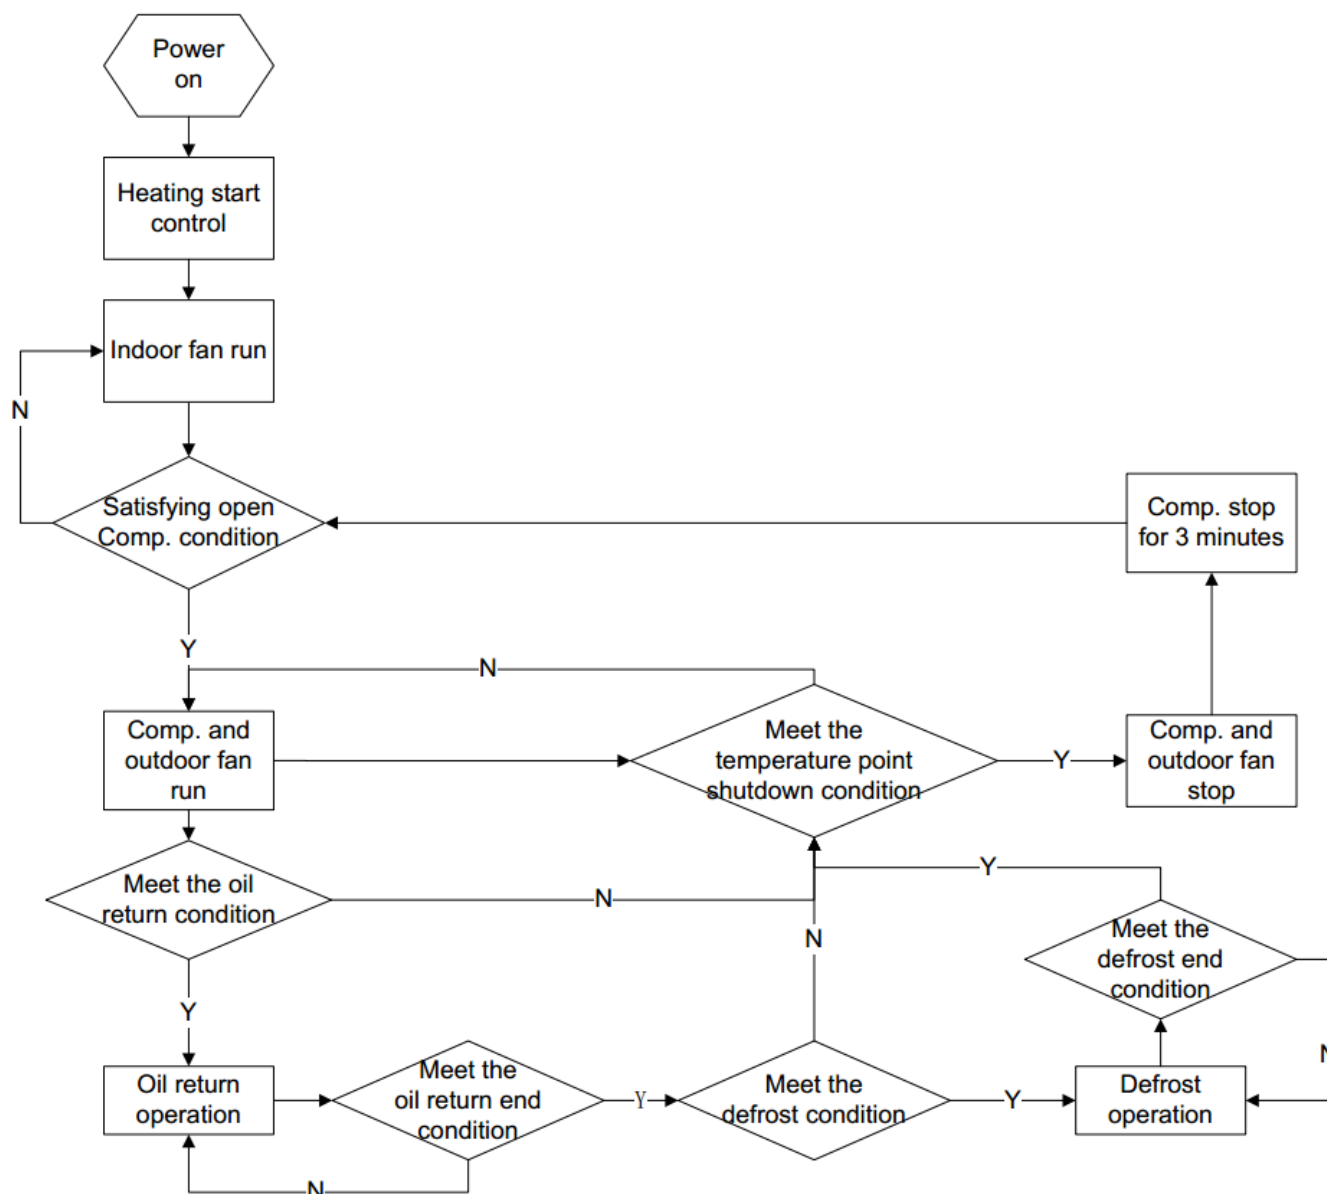 Power
on
Heating start
control
Indoor fan run
N
Satisfying open
Comp. condition
Comp. stop
for 3 minutes
Y
N
Comp. and
outdoor fan
run
Meet the
temperature point
shutdown condition
Y
Comp. and
outdoor fan
stop
Meet the oil
return condition
N
Y
N
Meet the
defrost end
condition
Y
N
Oil return
operation
Meet the
oil return end
condition
Y
Meet the
defrost condition
Y
Defrost
operation
N